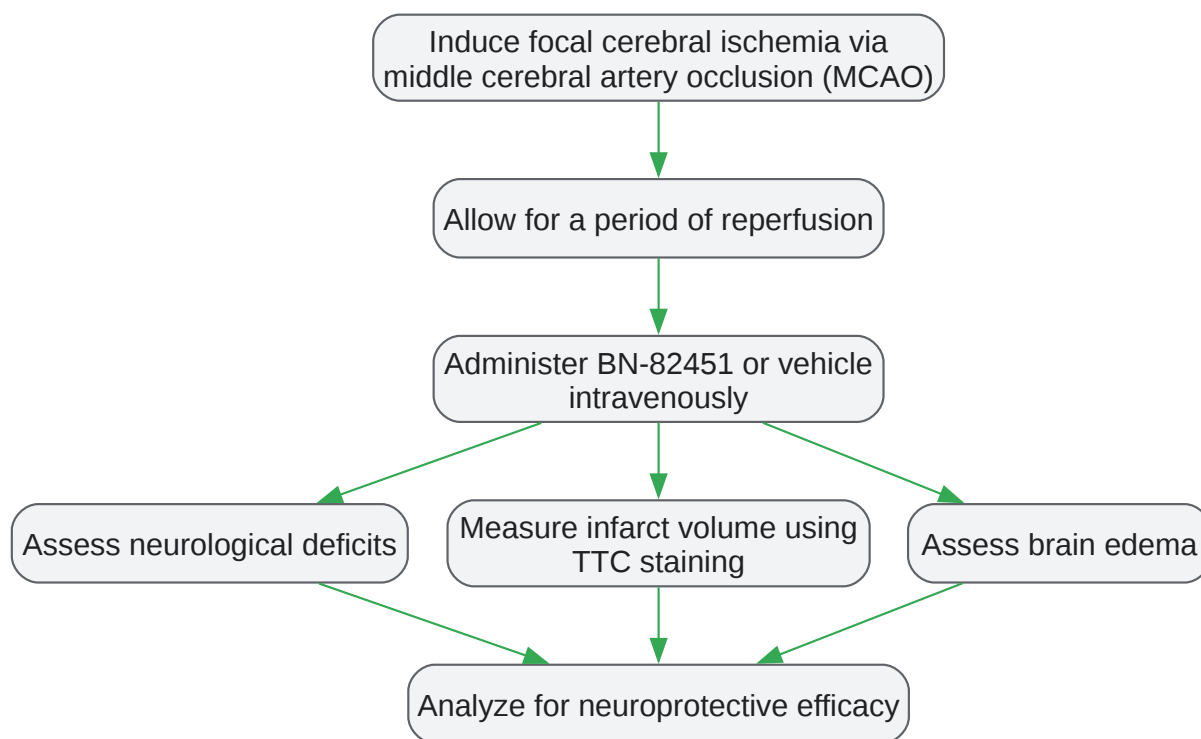 Induce focal cerebral ischemia via
middle cerebral artery occlusion (MCAO)
Allow for a period of reperfusion
Administer BN-82451 or vehicle
intravenously
Assess neurological deficits
Measure infarct volume using
TTC staining
Assess brain edema
Analyze for neuroprotective efficacy